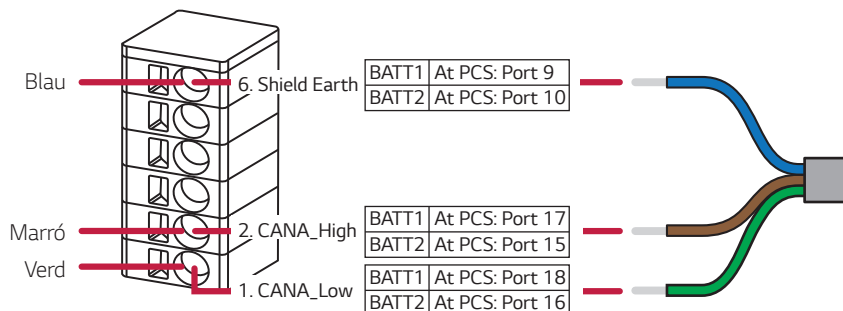 Blau
6. Shield Earth
BATT1 At PCS: Port 9
BATT2 At PCS: Port 10
Marró
2. CANA_High
BATT1 At PCS: Port 17
BATT2 At PCS: Port 15
Verd
1. CANA_Low
BATT1 At PCS: Port 18
BATT2 At PCS: Port 16